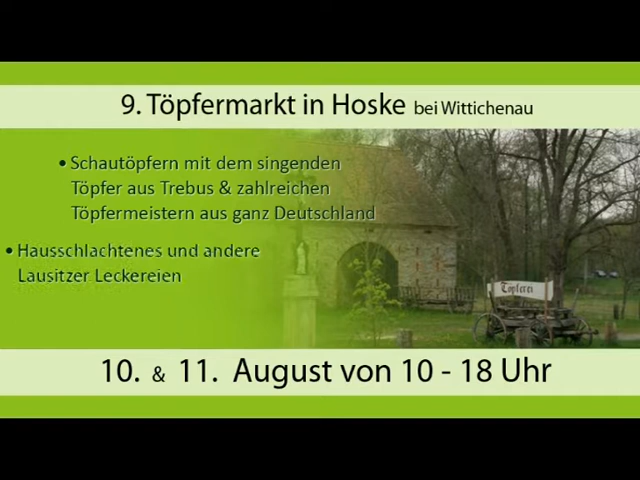 9. Töpfermarkt in Hoske bei Wittichenau
• Schautöpfern mit dem singenden
Töpfer aus Trebus & zahlreichen
Töpfermeistern aus ganz Deutschland
• Hausschlachtenes und andere
Lausitzer Leckereien
Töpferei
10. & 11. August von 10 - 18 Uhr